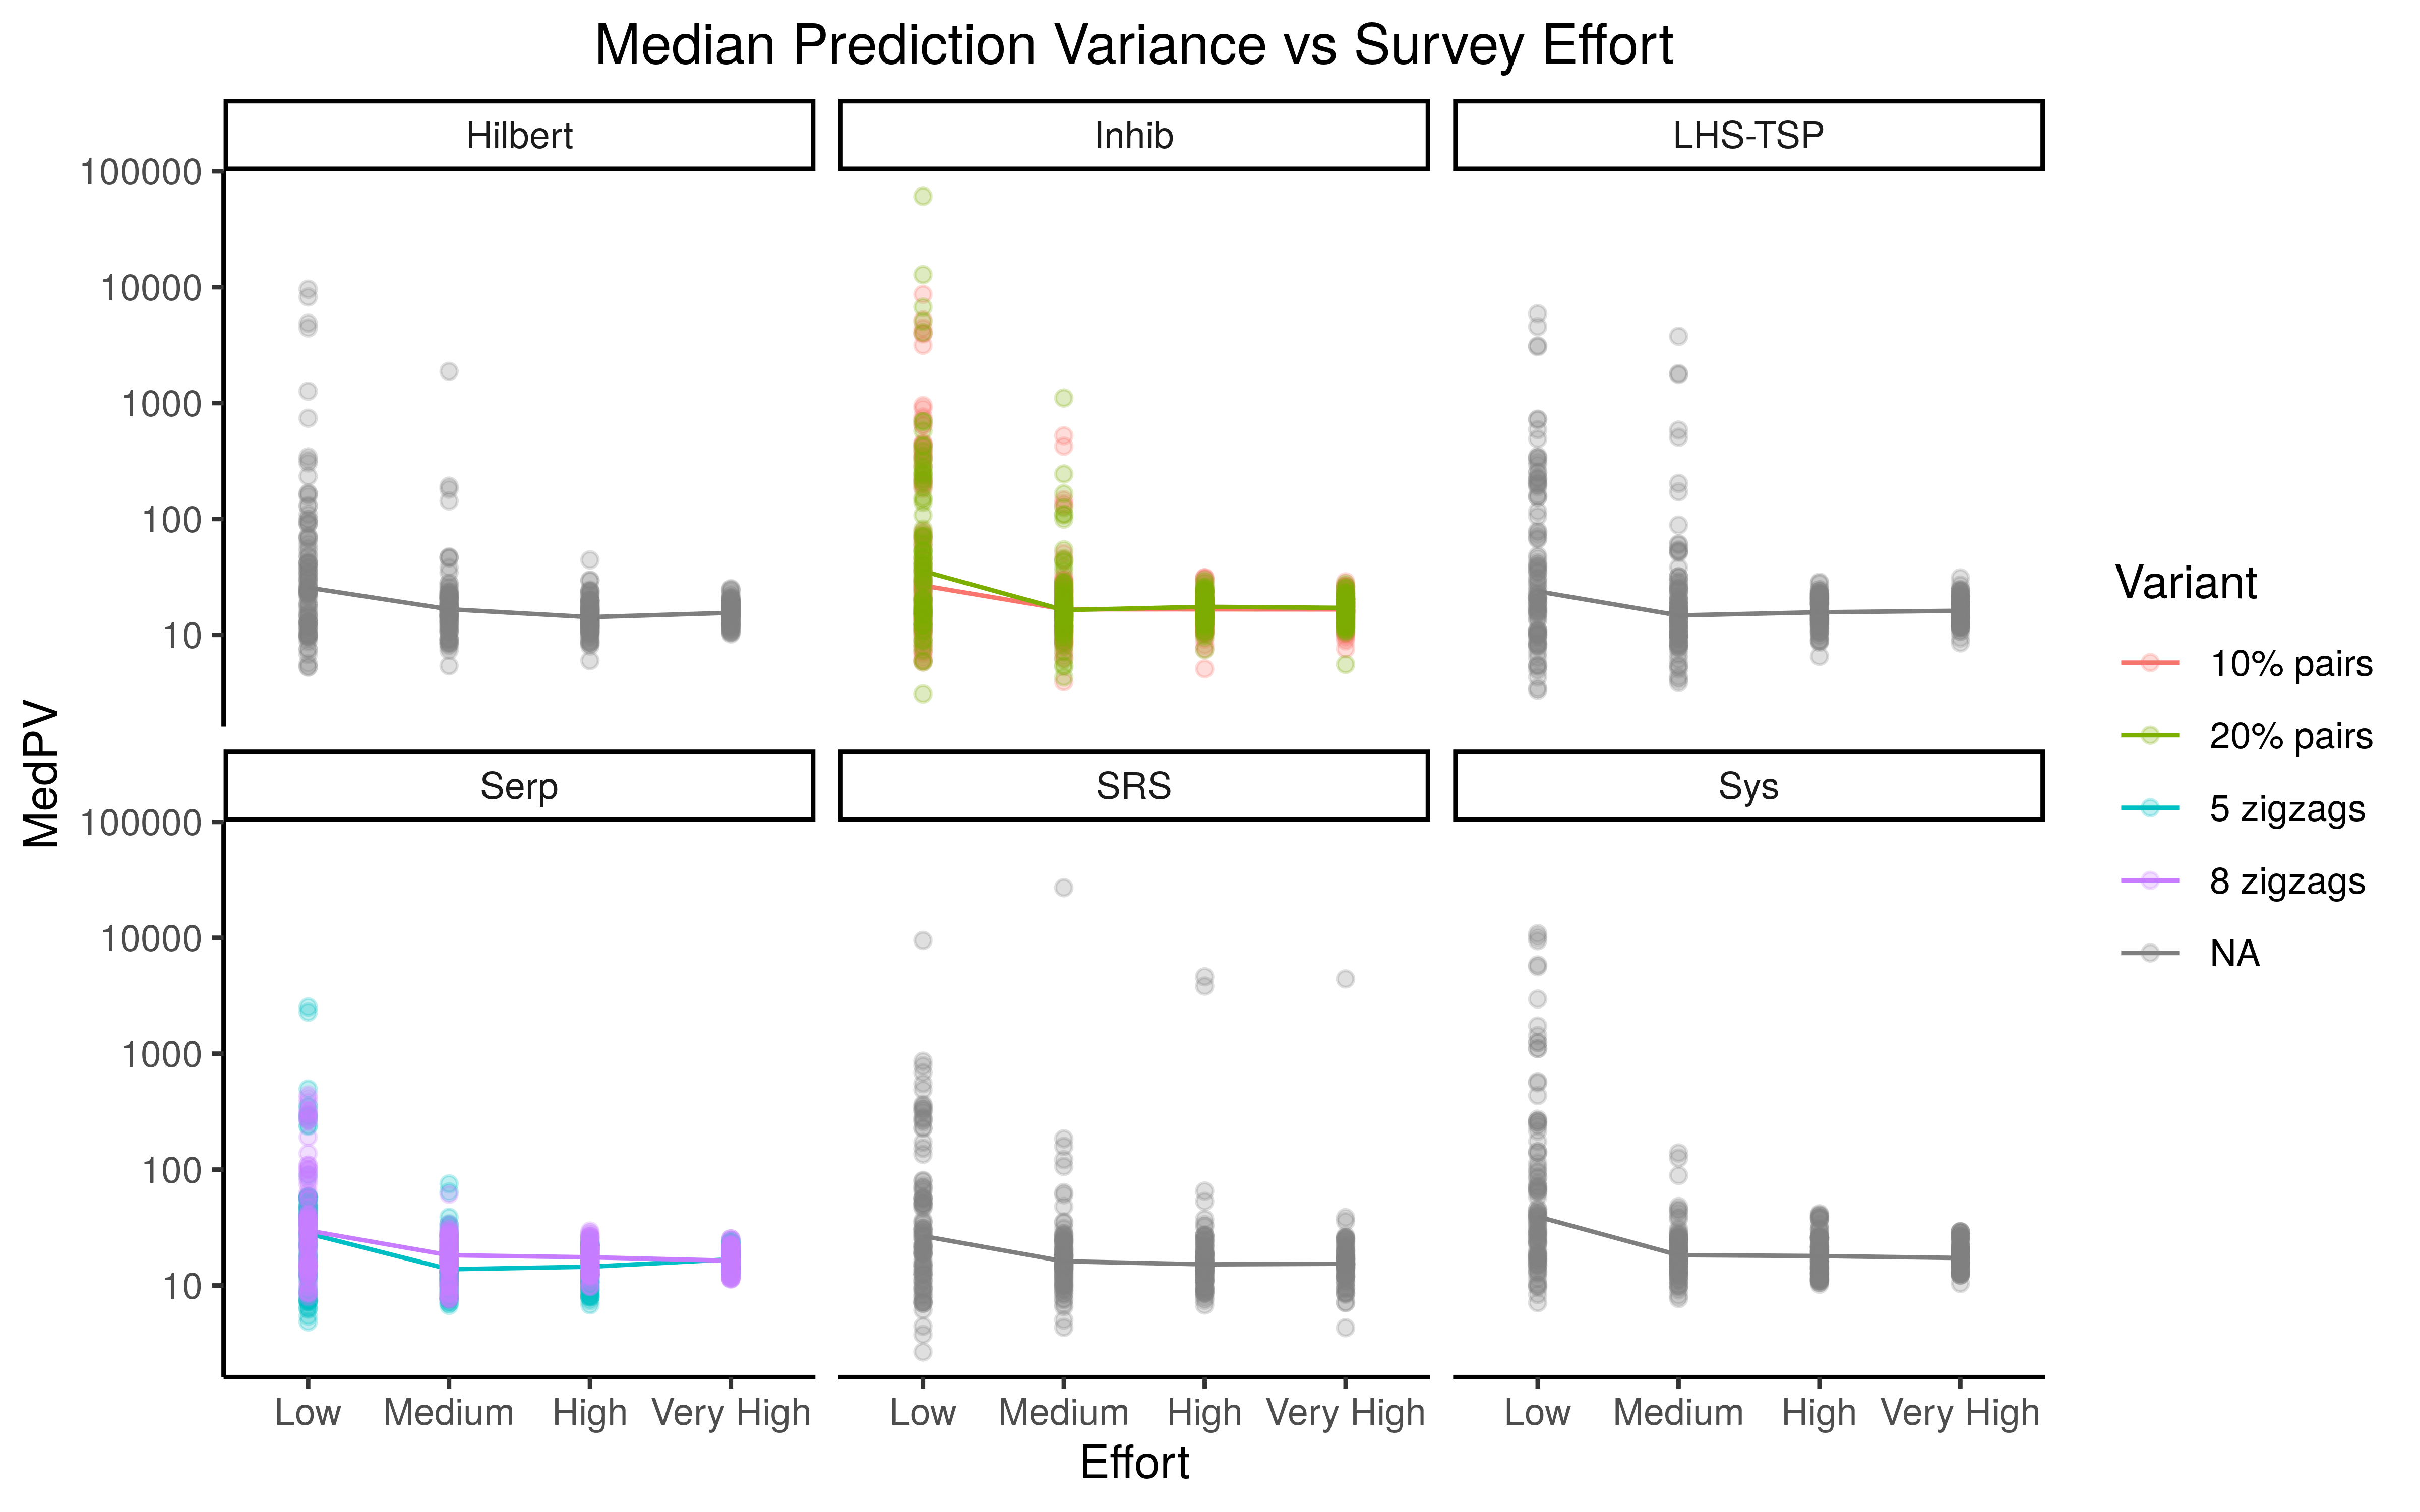 Median Prediction Variance vs Survey Effort
Hilbert Inhib LHS-TSP
100000
10000
1000
100
10
MedPV
Serp SRS Sys
100000
10000
1000
100
10
Low Medium High Very High Low Medium High Very High Low Medium High Very High
Effort
Variant
10% pairs
20% pairs
5 zigzags
8 zigzags
NA